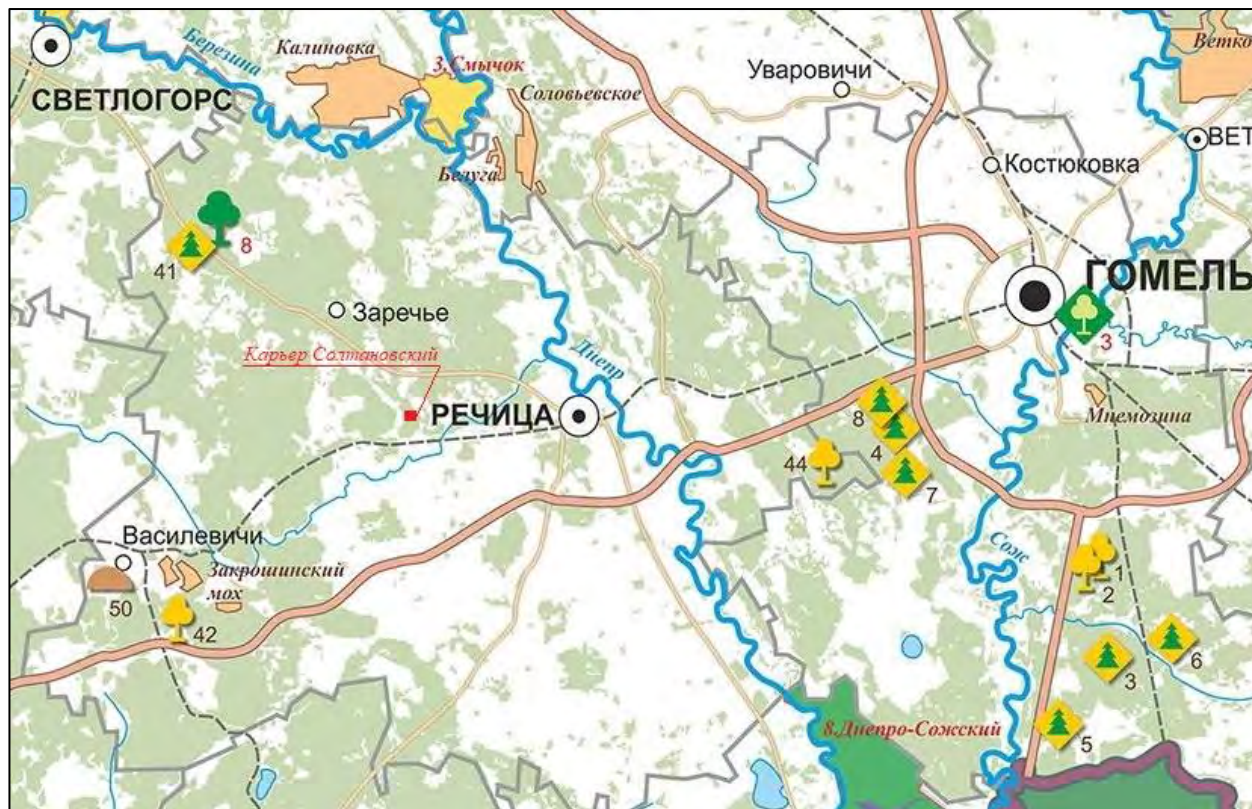 Березина
Калиновка
3.Смычок
Соловьевское
Уваровичи
Ветко
СВЕТЛОГОРС
Белуга
Костюковка
ВЕТ
8
41
Заречье
ГОМЕЛЬ
3
Карьер Солтановский
Днепр
РЕЧИЦА
Мнемозина
8
4
44
7
Василевичи
Закрошинский
мох
50
42
Сож
1
2
6
3
8.Днепро-Сожский
5